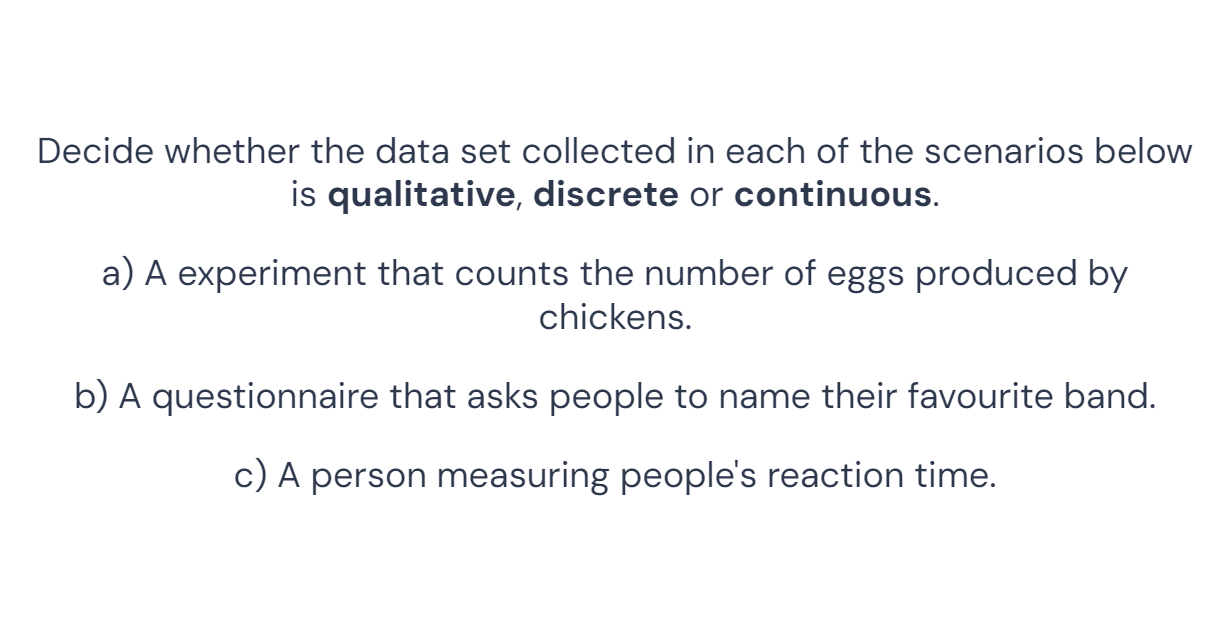 Decide whether the data set collected in each of the scenarios below
is qualitative, discrete or continuous.
a) A experiment that counts the number of eggs produced by
chickens.
b) A questionnaire that asks people to name their favourite band.
c) A person measuring people's reaction time.